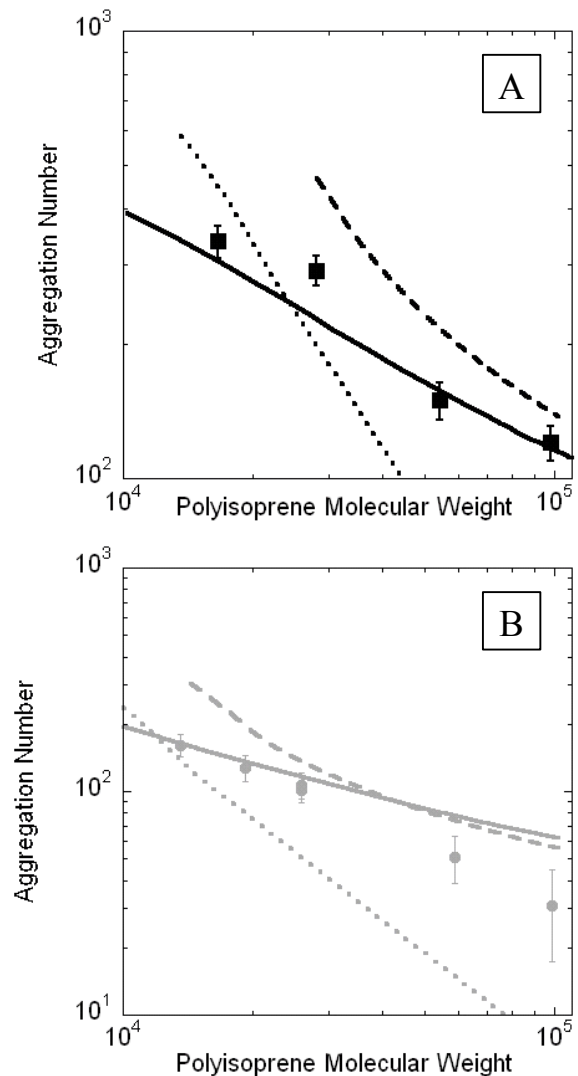 10³
A
Aggregation Number
10²
10⁴
Polyisoprene Molecular Weight
10⁵
10³
B
Aggregation Number
10²
10¹
10⁴
Polyisoprene Molecular Weight
10⁵